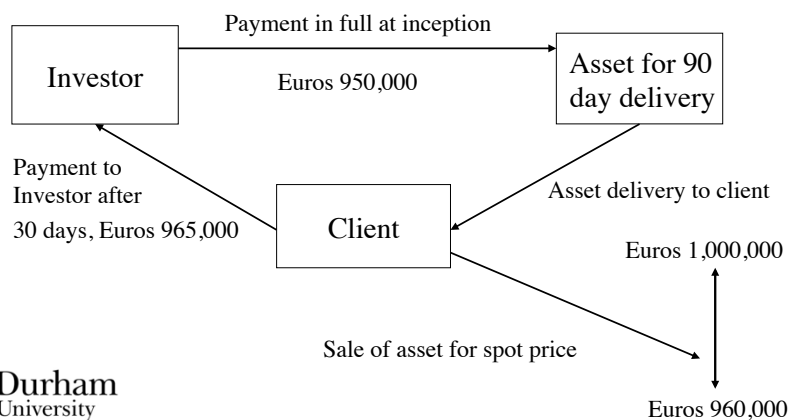 Payment in full at inception
Investor
Euros 950,000
Asset for 90
day delivery
Payment to
Investor after
30 days, Euros 965,000
Client
Asset delivery to client
Euros 1,000,000
Sale of asset for spot price
Euros 960,000
Durham
University